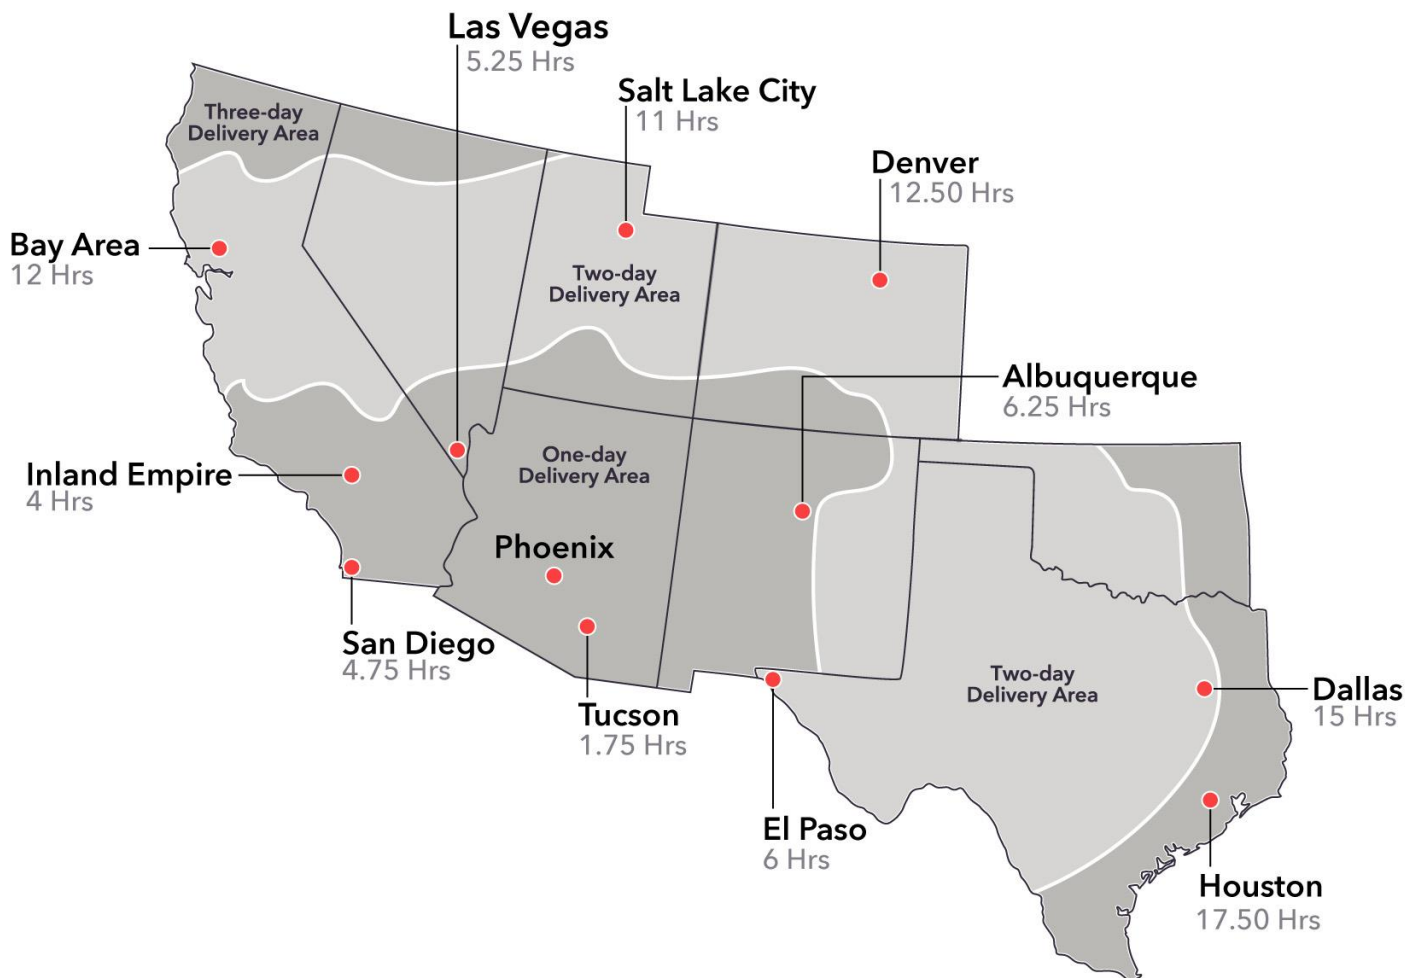 Las Vegas
5.25 Hrs
Salt Lake City
11 Hrs
Three-day
Delivery Area
Denver
12.50 Hrs
Bay Area
12 Hrs
Two-day
Delivery Area
Albuquerque
6.25 Hrs
One-day
Delivery Area
Inland Empire
4 Hrs
Phoenix
San Diego
4.75 Hrs
Two-day
Delivery Area
Dallas
15 Hrs
Tucson
1.75 Hrs
El Paso
6 Hrs
Houston
17.50 Hrs